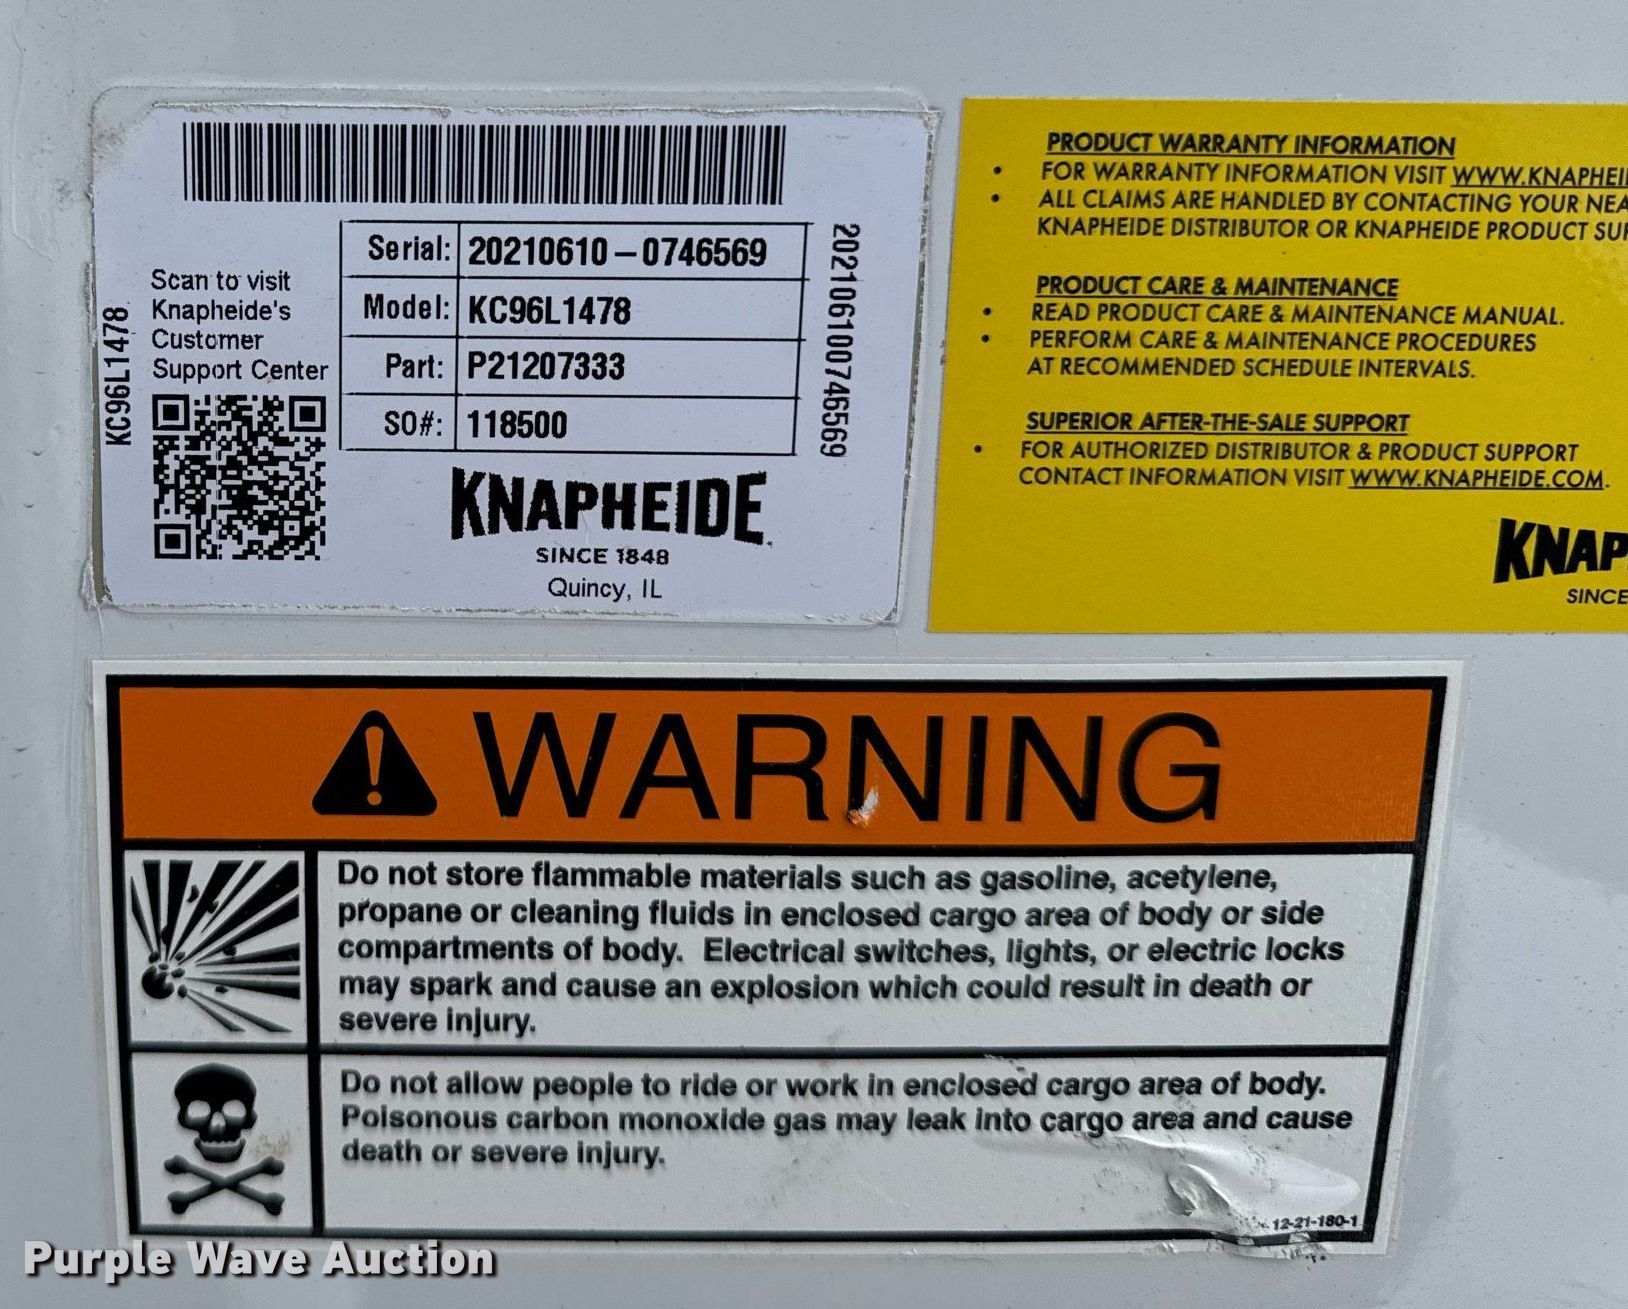 Serial: 20210610-0746569
Model: KC96L1478
Part: P21207333
SO#: 118500
202106100746569
KC96L1478
Scan to visit
Knapheide's
Customer
Support Center
KNAPHEIDE
SINCE 1848
Quincy, IL
PRODUCT WARRANTY INFORMATION
• FOR WARRANTY INFORMATION VISIT WWW.KNAPHEI
• ALL CLAIMS ARE HANDLED BY CONTACTING YOUR NEA
KNAPHEIDE DISTRIBUTOR OR KNAPHEIDE PRODUCT SUP
PRODUCT CARE & MAINTENANCE
• READ PRODUCT CARE & MAINTENANCE MANUAL.
• PERFORM CARE & MAINTENANCE PROCEDURES
AT RECOMMENDED SCHEDULE INTERVALS.
SUPERIOR AFTER-THE-SALE SUPPORT
• FOR AUTHORIZED DISTRIBUTOR & PRODUCT SUPPORT
CONTACT INFORMATION VISIT WWW.KNAPHEIDE.COM.
KNAP
SINCE
WARNING
Do not store flammable materials such as gasoline, acetylene,
propane or cleaning fluids in enclosed cargo area of body or side
compartments of body. Electrical switches, lights, or electric locks
may spark and cause an explosion which could result in death or
severe injury.
Do not allow people to ride or work in enclosed cargo area of body.
Poisonous carbon monoxide gas may leak into cargo area and cause
death or severe injury.
12-21-180-1
Purple Wave Auction